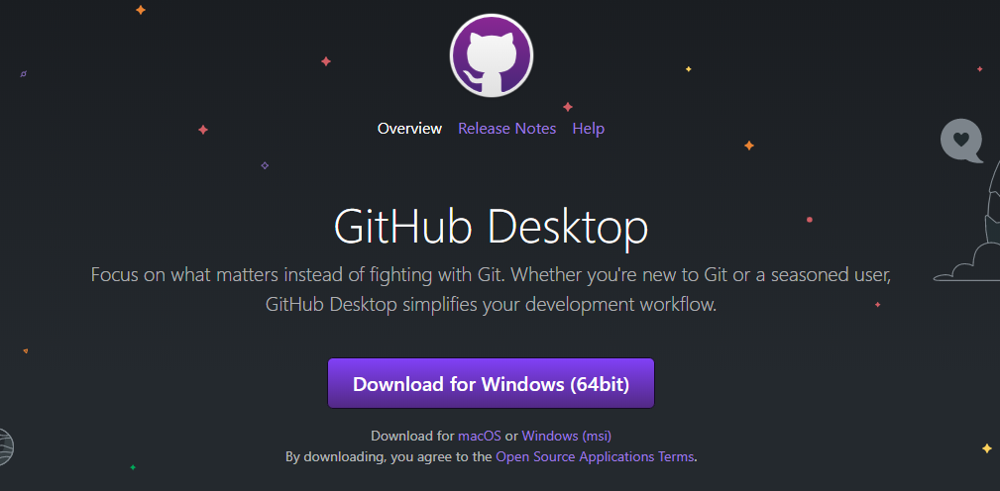 Overview Release Notes Help
GitHub Desktop
Focus on what matters instead of fighting with Git. Whether you're new to Git or a seasoned user,
GitHub Desktop simplifies your development workflow.
Download for Windows (64bit)
Download for macOS or Windows (msi)
By downloading, you agree to the Open Source Applications Terms.